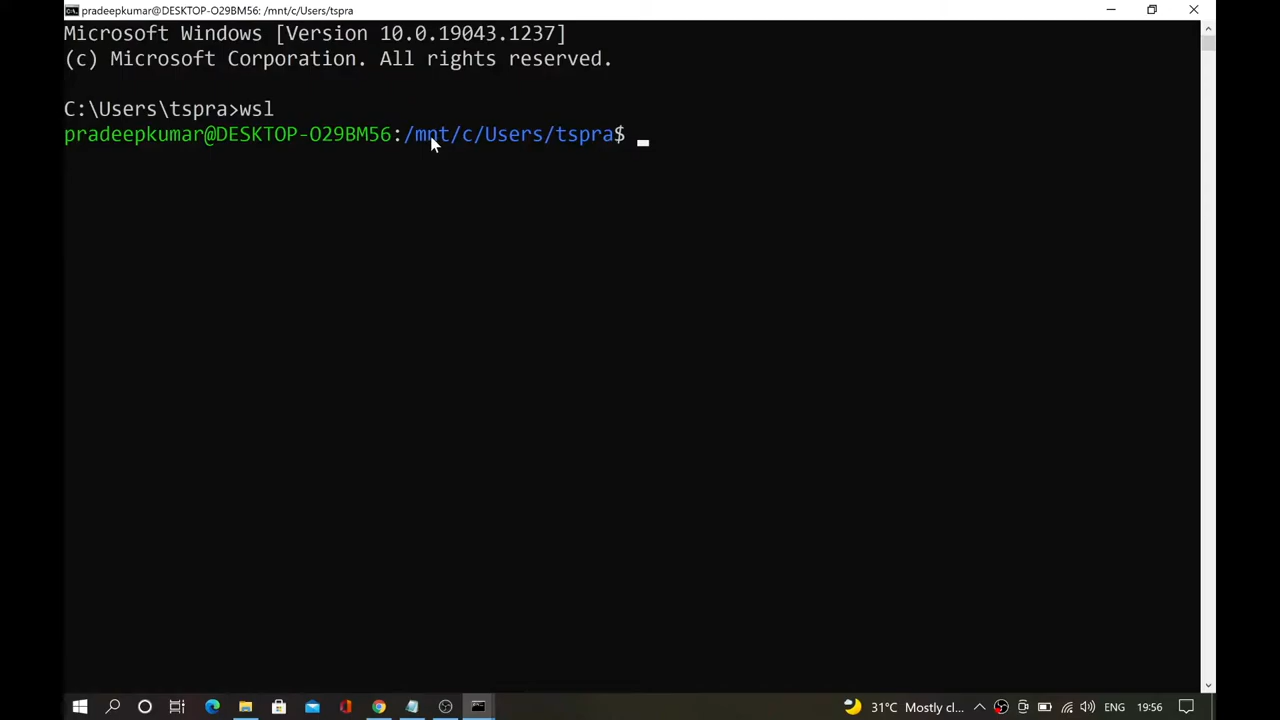 pradeepkumar@DESKTOP-O29BM56: /mnt/c/Users/tspra
Microsoft Windows [Version 10.0.19043.1237]
(c) Microsoft Corporation. All rights reserved.
C:\Users\tspra>wsl
pradeepkumar@DESKTOP-O29BM56:/mnt/c/Users/tspra$
31°C Mostly cl... ENG 19:56